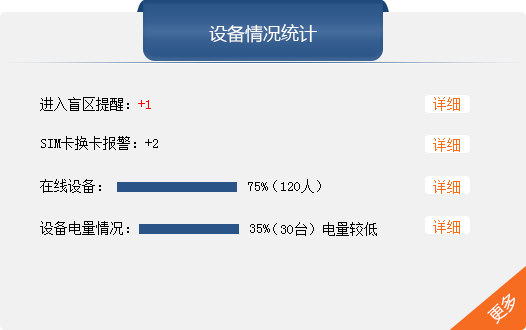 设备情况统计
进入盲区提醒：+1 详细
SIM卡换卡报警：+2 详细
在线设备： 75%（120人） 详细
设备电量情况： 35%（30台）电量较低 详细
更多